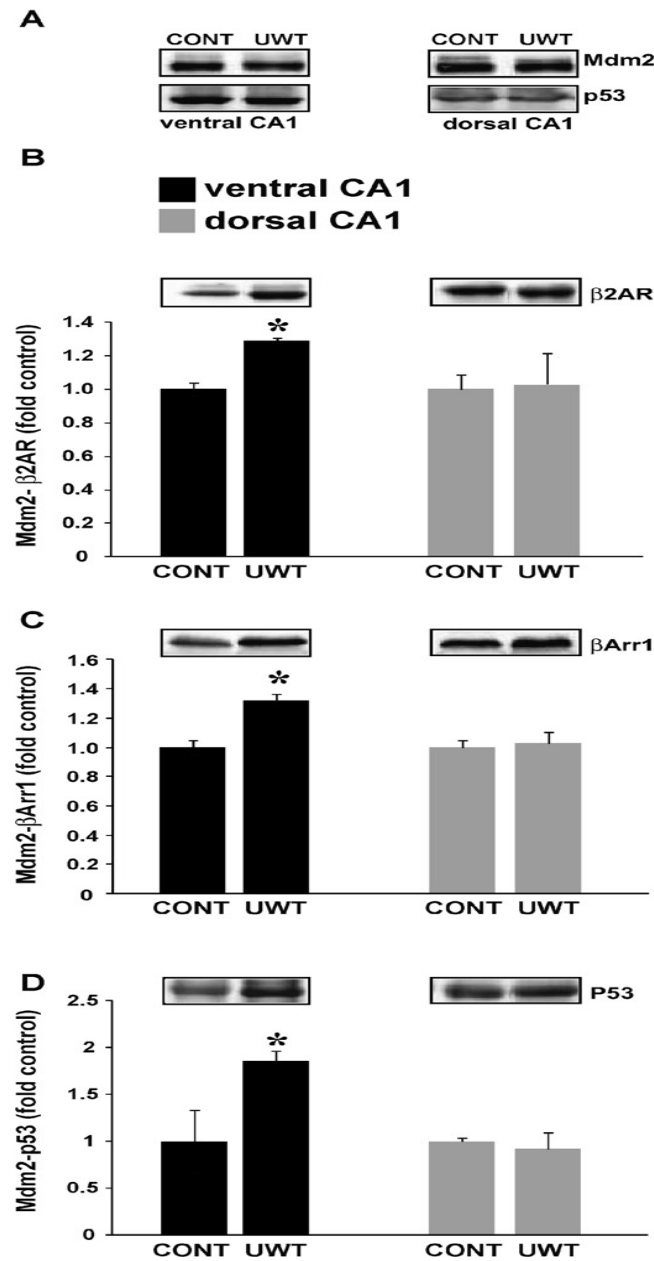 A
CONT UWT CONT UWT
Mdm2
p53
ventral CA1 dorsal CA1
B
ventral CA1
dorsal CA1
β2AR
Mdm2- β2AR (fold control)
1.4
*
1.2
1.0
0.8
0.6
0.4
0.2
0
CONT UWT CONT UWT
C
βArr1
Mdm2-βArr1 (fold control)
1.6
*
1.4
1.2
1.0
0.8
0.6
0.4
0.2
0
CONT UWT CONT UWT
D
P53
Mdm2-p53 (fold control)
2.5
*
2
1.5
1
0.5
0
CONT UWT CONT UWT